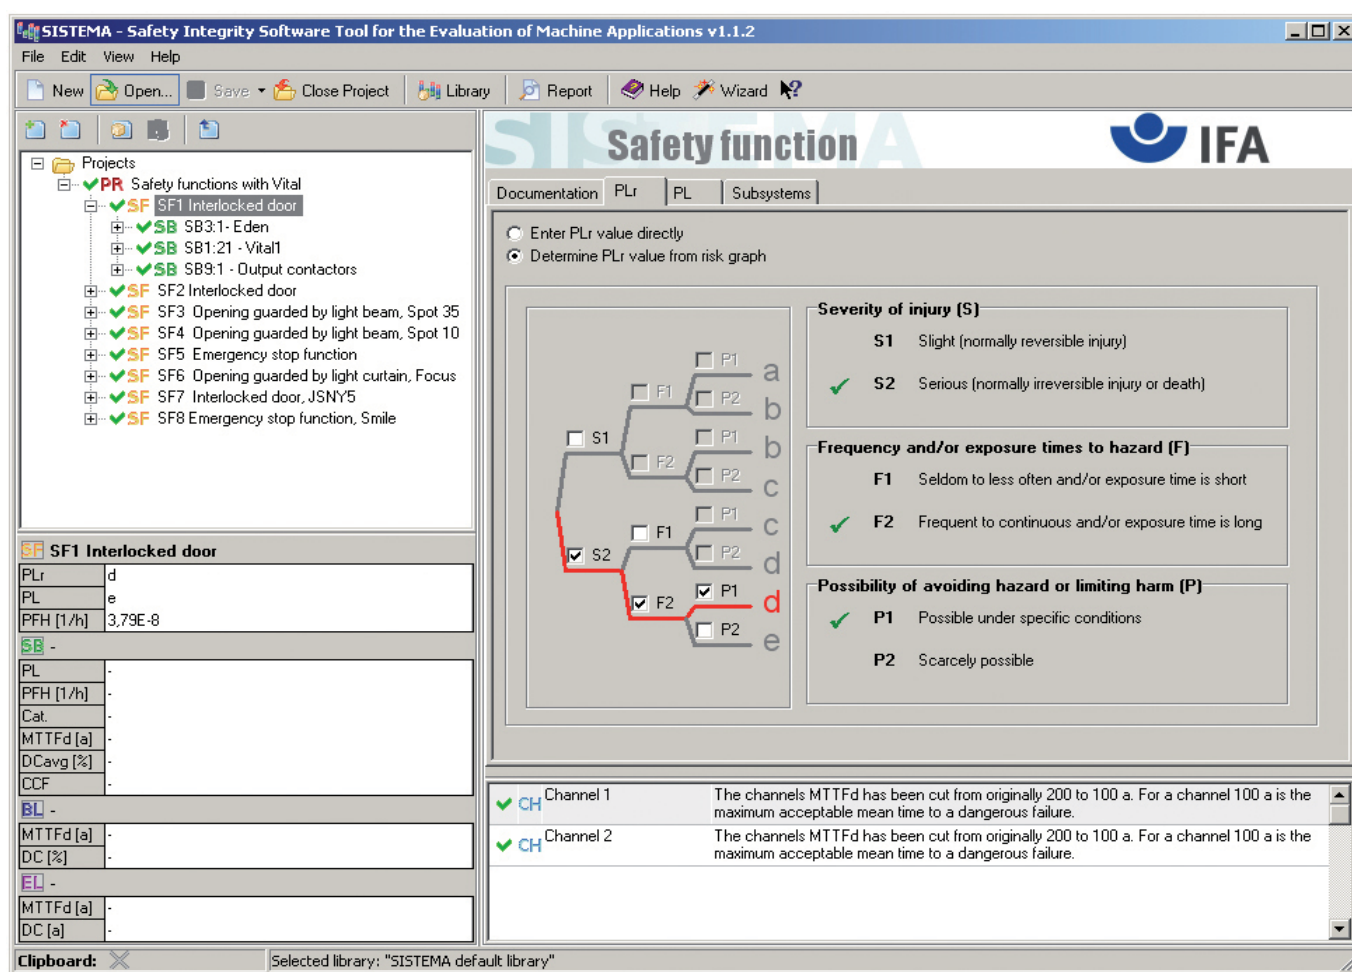 SISTEMA - Safety Integrity Software Tool for the Evaluation of Machine Applications v1.1.2
File Edit View Help
New Open... Save Close Project Library Report Help Wizard
Projects
PR Safety functions with Vital
SF SF1 Interlocked door
SB SB3:1- Eden
SB SB1:21 - Vital1
SB SB9:1 - Output contactors
SF SF2 Interlocked door
SF SF3 Opening guarded by light beam, Spot 35
SF SF4 Opening guarded by light beam, Spot 10
SF SF5 Emergency stop function
SF SF6 Opening guarded by light curtain, Focus
SF SF7 Interlocked door, JSNY5
SF SF8 Emergency stop function, Smile
SF SF1 Interlocked door
PLr d
PL e
PFH [1/h] 3,79E-8
SB -
PL -
PFH [1/h] -
Cat. -
MTTFd [a] -
DCavg [%] -
CCF -
BL -
MTTFd [a] -
DC [%] -
EL -
MTTFd [a] -
DC [a] -
SISTEMA
Safety function
IFA
Documentation PLr PL Subsystems
Enter PLr value directly
Determine PLr value from risk graph
P1 a
F1 P2 b
S1 P1 b
F2 P2 c
P1 c
F1 P2 d
S2 P1 d
F2 P2 e
Severity of injury (S)
S1 Slight (normally reversible injury)
S2 Serious (normally irreversible injury or death)
Frequency and/or exposure times to hazard (F)
F1 Seldom to less often and/or exposure time is short
F2 Frequent to continuous and/or exposure time is long
Possibility of avoiding hazard or limiting harm (P)
P1 Possible under specific conditions
P2 Scarcely possible
CH Channel 1 The channels MTTFd has been cut from originally 200 to 100 a. For a channel 100 a is the
maximum acceptable mean time to a dangerous failure.
CH Channel 2 The channels MTTFd has been cut from originally 200 to 100 a. For a channel 100 a is the
maximum acceptable mean time to a dangerous failure.
Clipboard: Selected library: "SISTEMA default library"